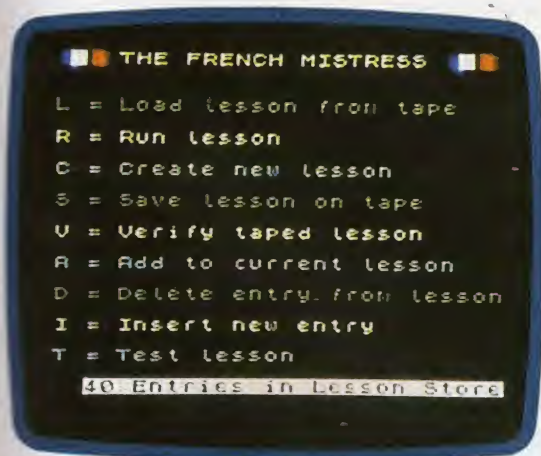 THE FRENCH MISTRESS
L = Load lesson from tape
R = Run lesson
C = Create new lesson
S = Save lesson on tape
V = Verify taped lesson
A = Add to current lesson
D = Delete entry from lesson
I = Insert new entry
T = Test lesson
40 Entries in Lesson Store